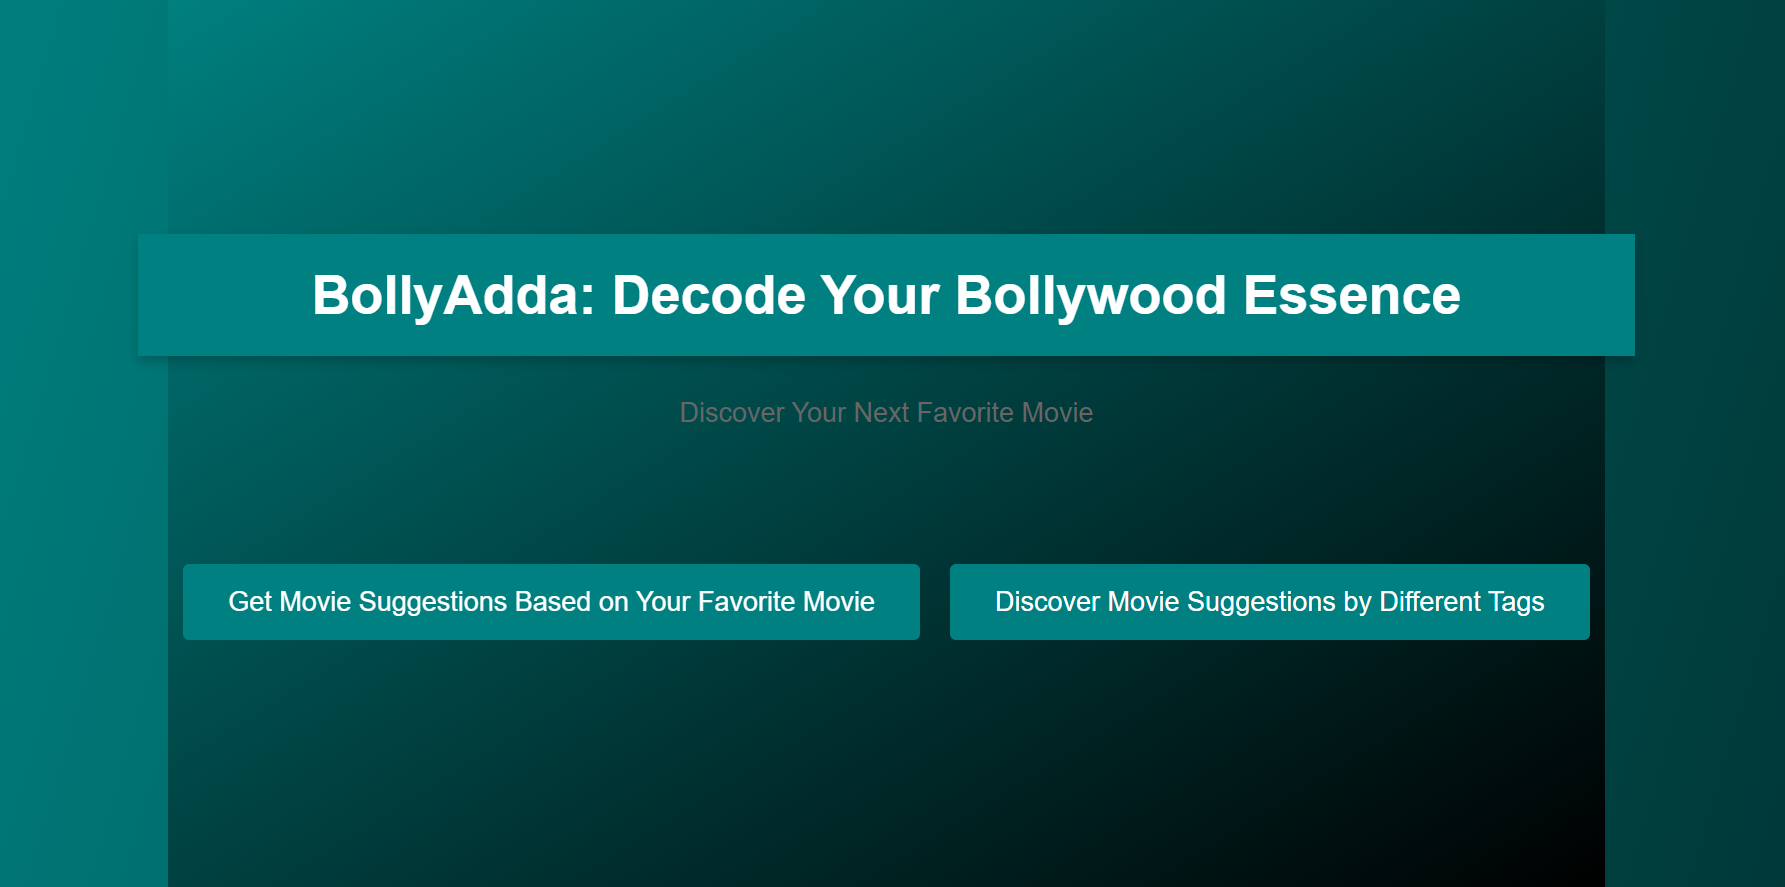 BollyAdda: Decode Your Bollywood Essence
Discover Your Next Favorite Movie
Get Movie Suggestions Based on Your Favorite Movie
Discover Movie Suggestions by Different Tags